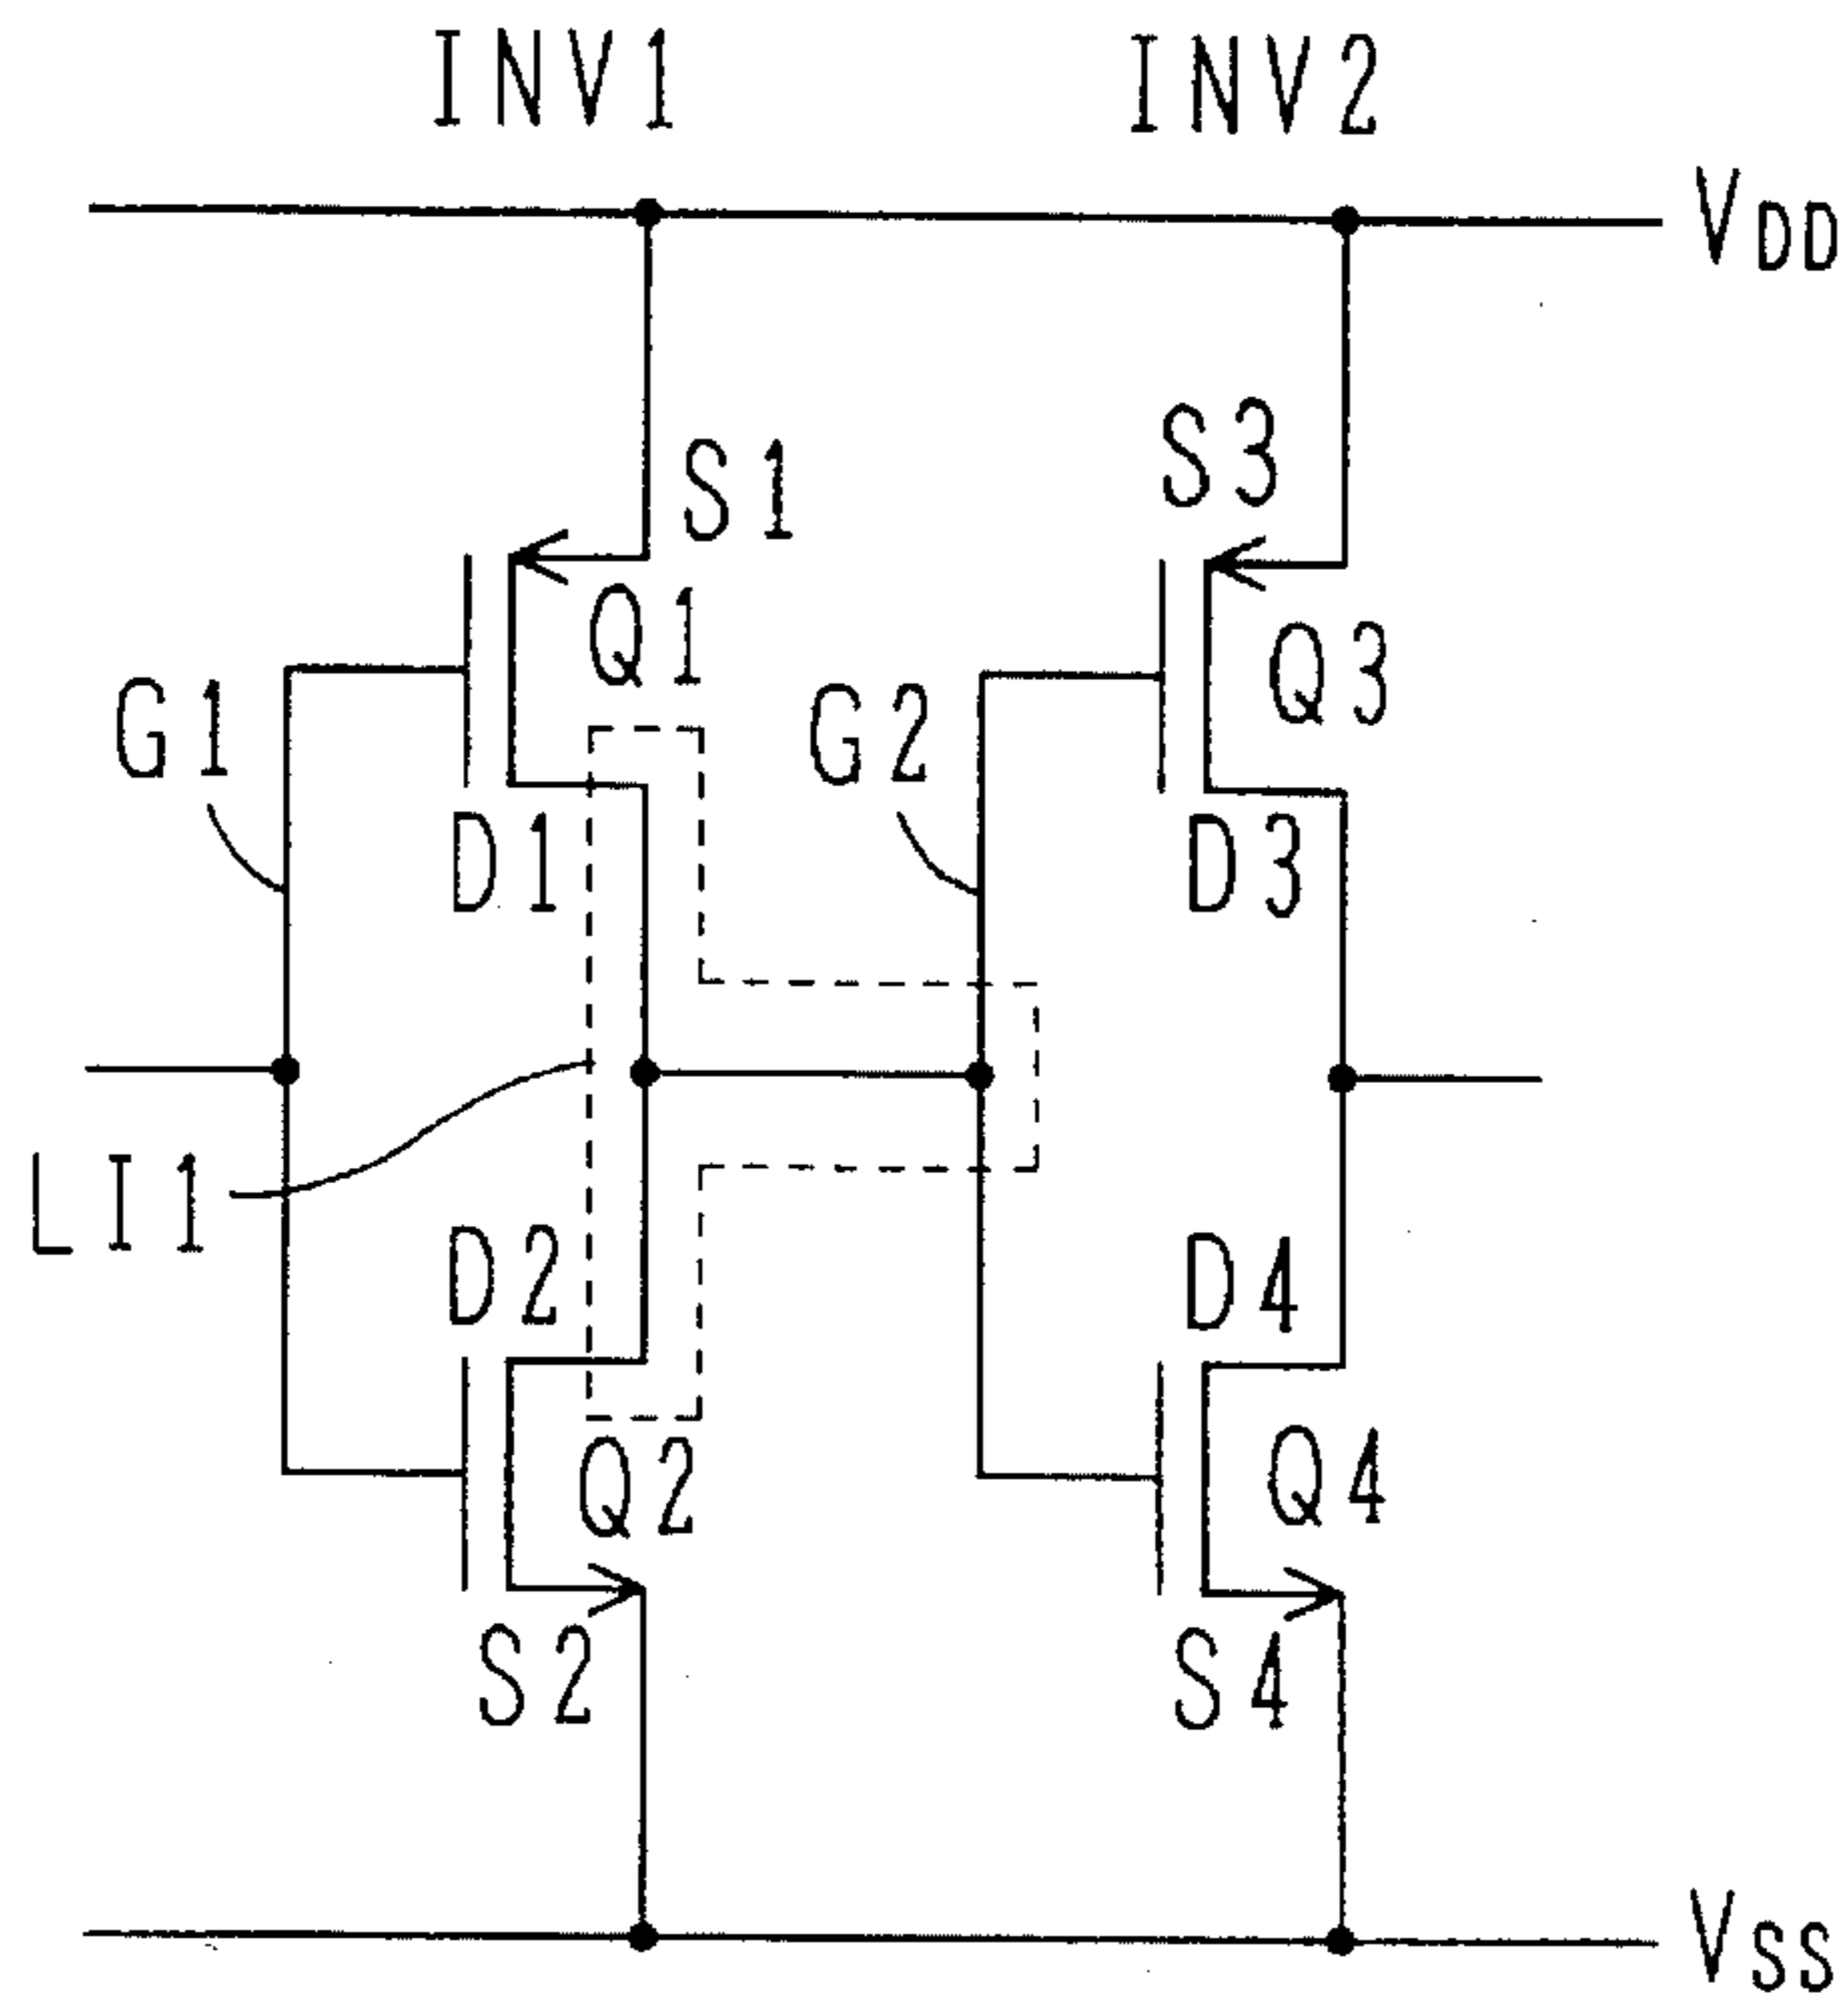 INV1 INV2
VDD
S1 S3
Q1 Q3
G1 G2
D1 D3
LI1
D2 D4
Q2 Q4
S2 S4
VSS